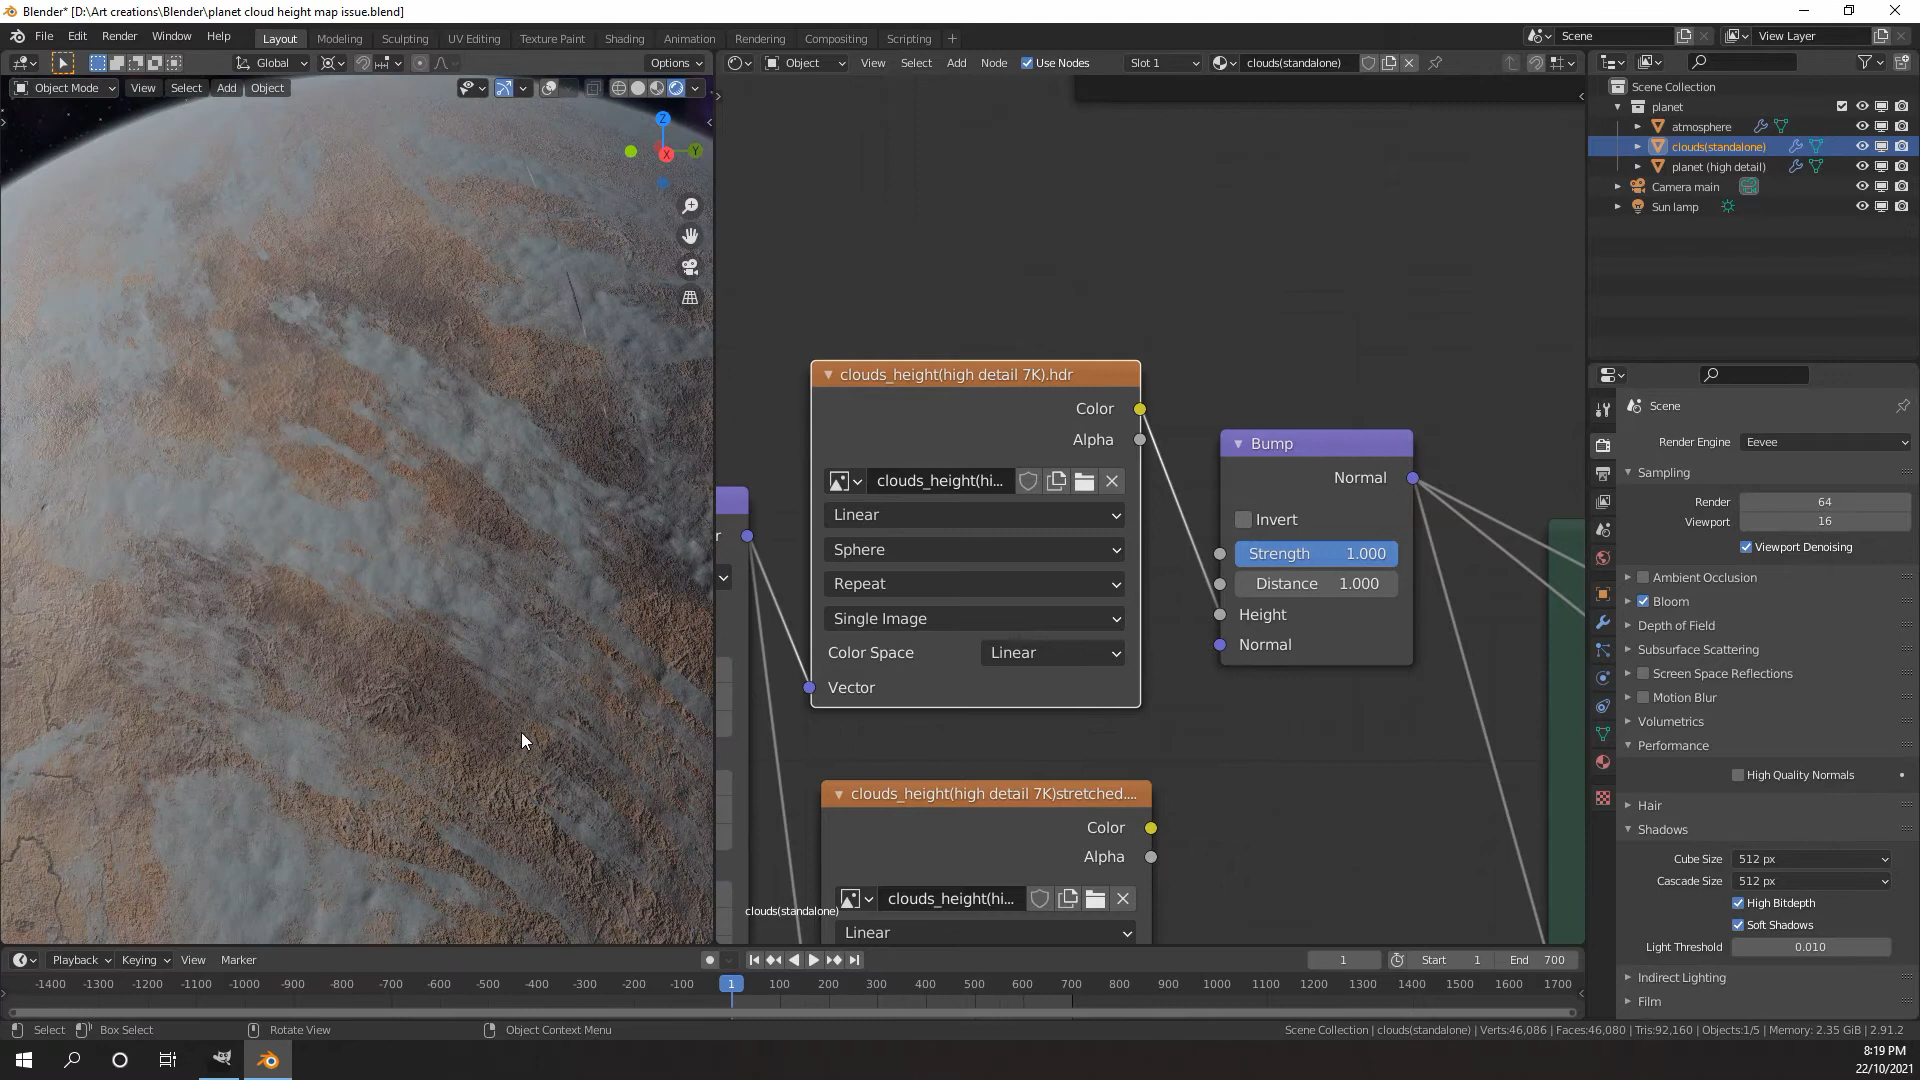 Blender* [D:\Art creations\Blender\planet cloud height map issue.blend]
File Edit Render Window Help
Layout Modeling Sculpting UV Editing Texture Paint Shading Animation Rendering Compositing Scripting +
Scene
View Layer
Global
Options
Object
View Select Add Node Use Nodes
Slot 1
clouds(standalone)
Object Mode View Select Add Object
Z
X
Y
Scene Collection
planet
atmosphere
clouds(standalone)
planet (high detail)
Camera main
Sun lamp
clouds_height(high detail 7K).hdr
Color
Alpha
clouds_height(hi...
Linear
Sphere
Repeat
Single Image
Color Space Linear
Vector
Bump
Normal
Invert
Strength 1.000
Distance 1.000
Height
Normal
r
clouds_height(high detail 7K)stretched....
Color
Alpha
clouds_height(hi...
Linear
clouds(standalone)
Scene
Render Engine Eevee
Sampling
Render 64
Viewport 16
Viewport Denoising
Ambient Occlusion
Bloom
Depth of Field
Subsurface Scattering
Screen Space Reflections
Motion Blur
Volumetrics
Performance
High Quality Normals
Hair
Shadows
Cube Size 512 px
Cascade Size 512 px
High Bitdepth
Soft Shadows
Light Threshold 0.010
Indirect Lighting
Film
Playback Keying View Marker
1 Start 1 End 700
-1400 -1300 -1200 -1100 -1000 -900 -800 -700 -600 -500 -400 -300 -200 -100 1 100 200 300 400 500 600 700 800 900 1000 1100 1200 1300 1400 1500 1600 1700
Select Box Select Rotate View Object Context Menu
Scene Collection | clouds(standalone) | Verts:46,086 | Faces:46,080 | Tris:92,160 | Objects:1/5 | Memory: 2.35 GiB | 2.91.2
8:19 PM
22/10/2021